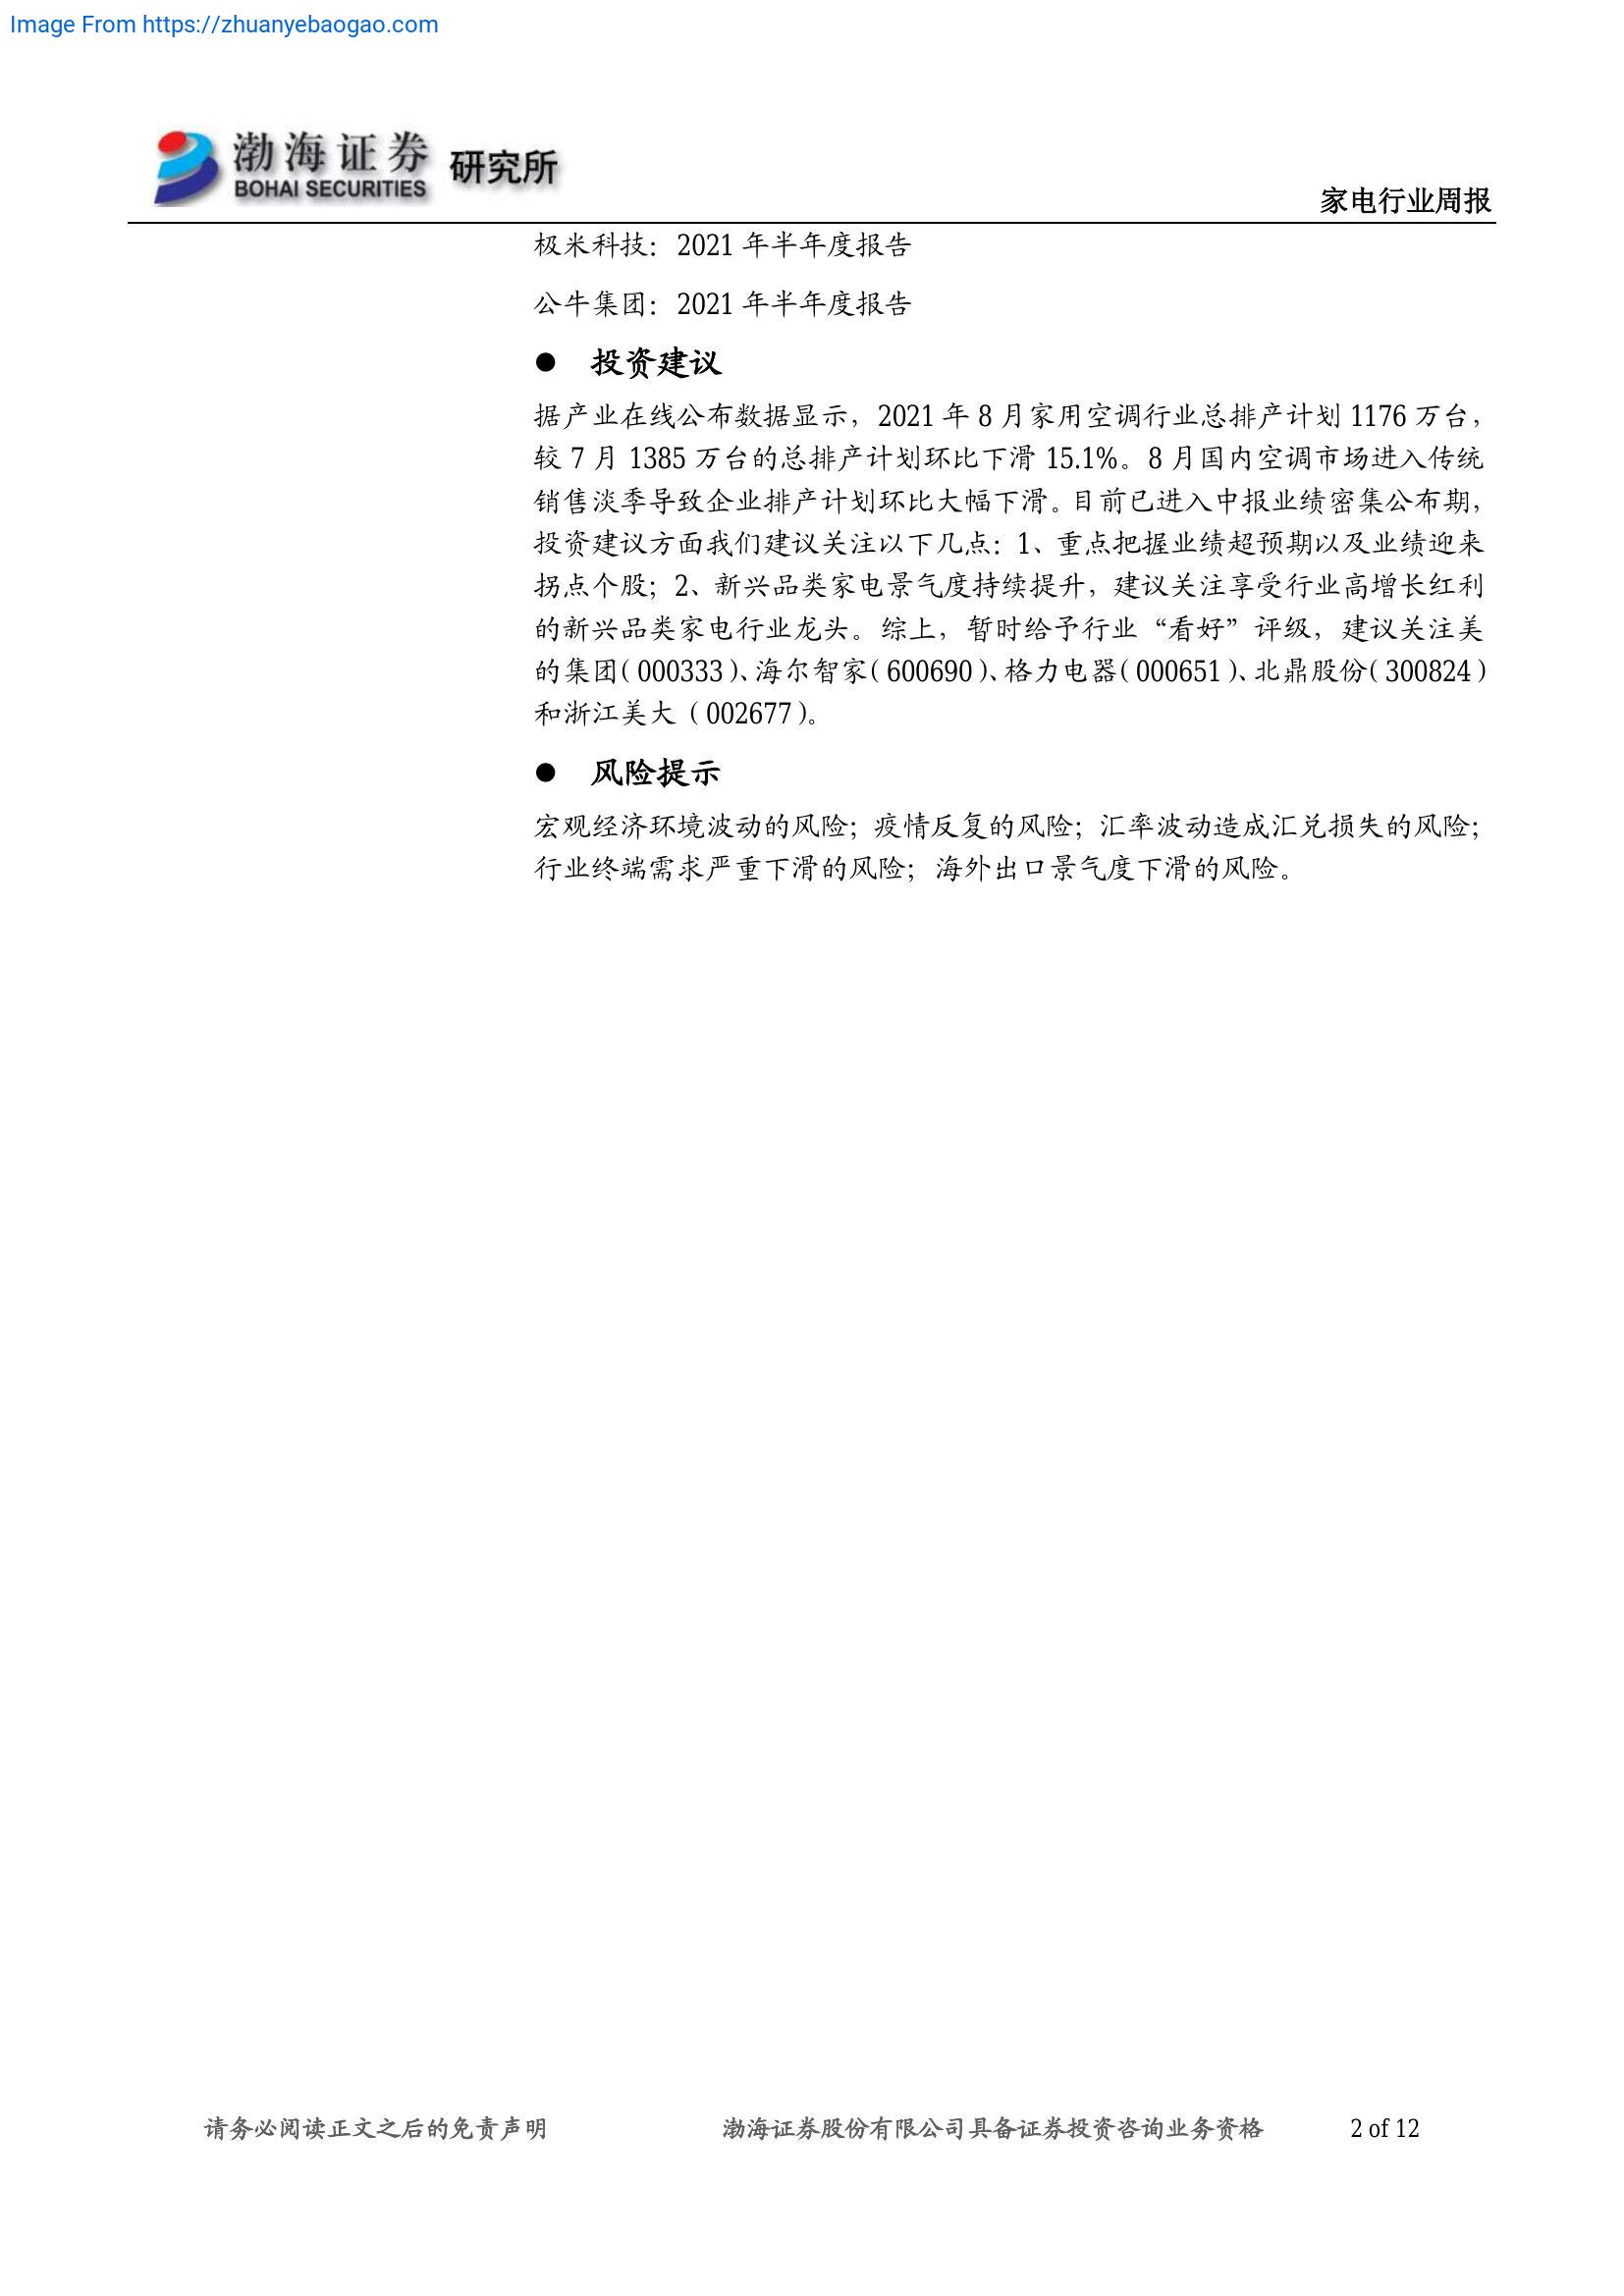 Image From https://zhuanyebaogao.com
渤海证券 研究所
BOHAI SECURITIES
家电行业周报
极米科技：2021 年半年度报告
公牛集团：2021 年半年度报告
● 投资建议
据产业在线公布数据显示，2021 年 8 月家用空调行业总排产计划 1176 万台，
较 7 月 1385 万台的总排产计划环比下滑 15.1%。8 月国内空调市场进入传统
销售淡季导致企业排产计划环比大幅下滑。目前已进入中报业绩密集公布期，
投资建议方面我们建议关注以下几点：1、重点把握业绩超预期以及业绩迎来
拐点个股；2、新兴品类家电景气度持续提升，建议关注享受行业高增长红利
的新兴品类家电行业龙头。综上，暂时给予行业“看好”评级，建议关注美
的集团（000333）、海尔智家（600690）、格力电器（000651）、北鼎股份（300824）
和浙江美大（002677）。
● 风险提示
宏观经济环境波动的风险；疫情反复的风险；汇率波动造成汇兑损失的风险；
行业终端需求严重下滑的风险；海外出口景气度下滑的风险。
请务必阅读正文之后的免责声明 渤海证券股份有限公司具备证券投资咨询业务资格 2 of 12